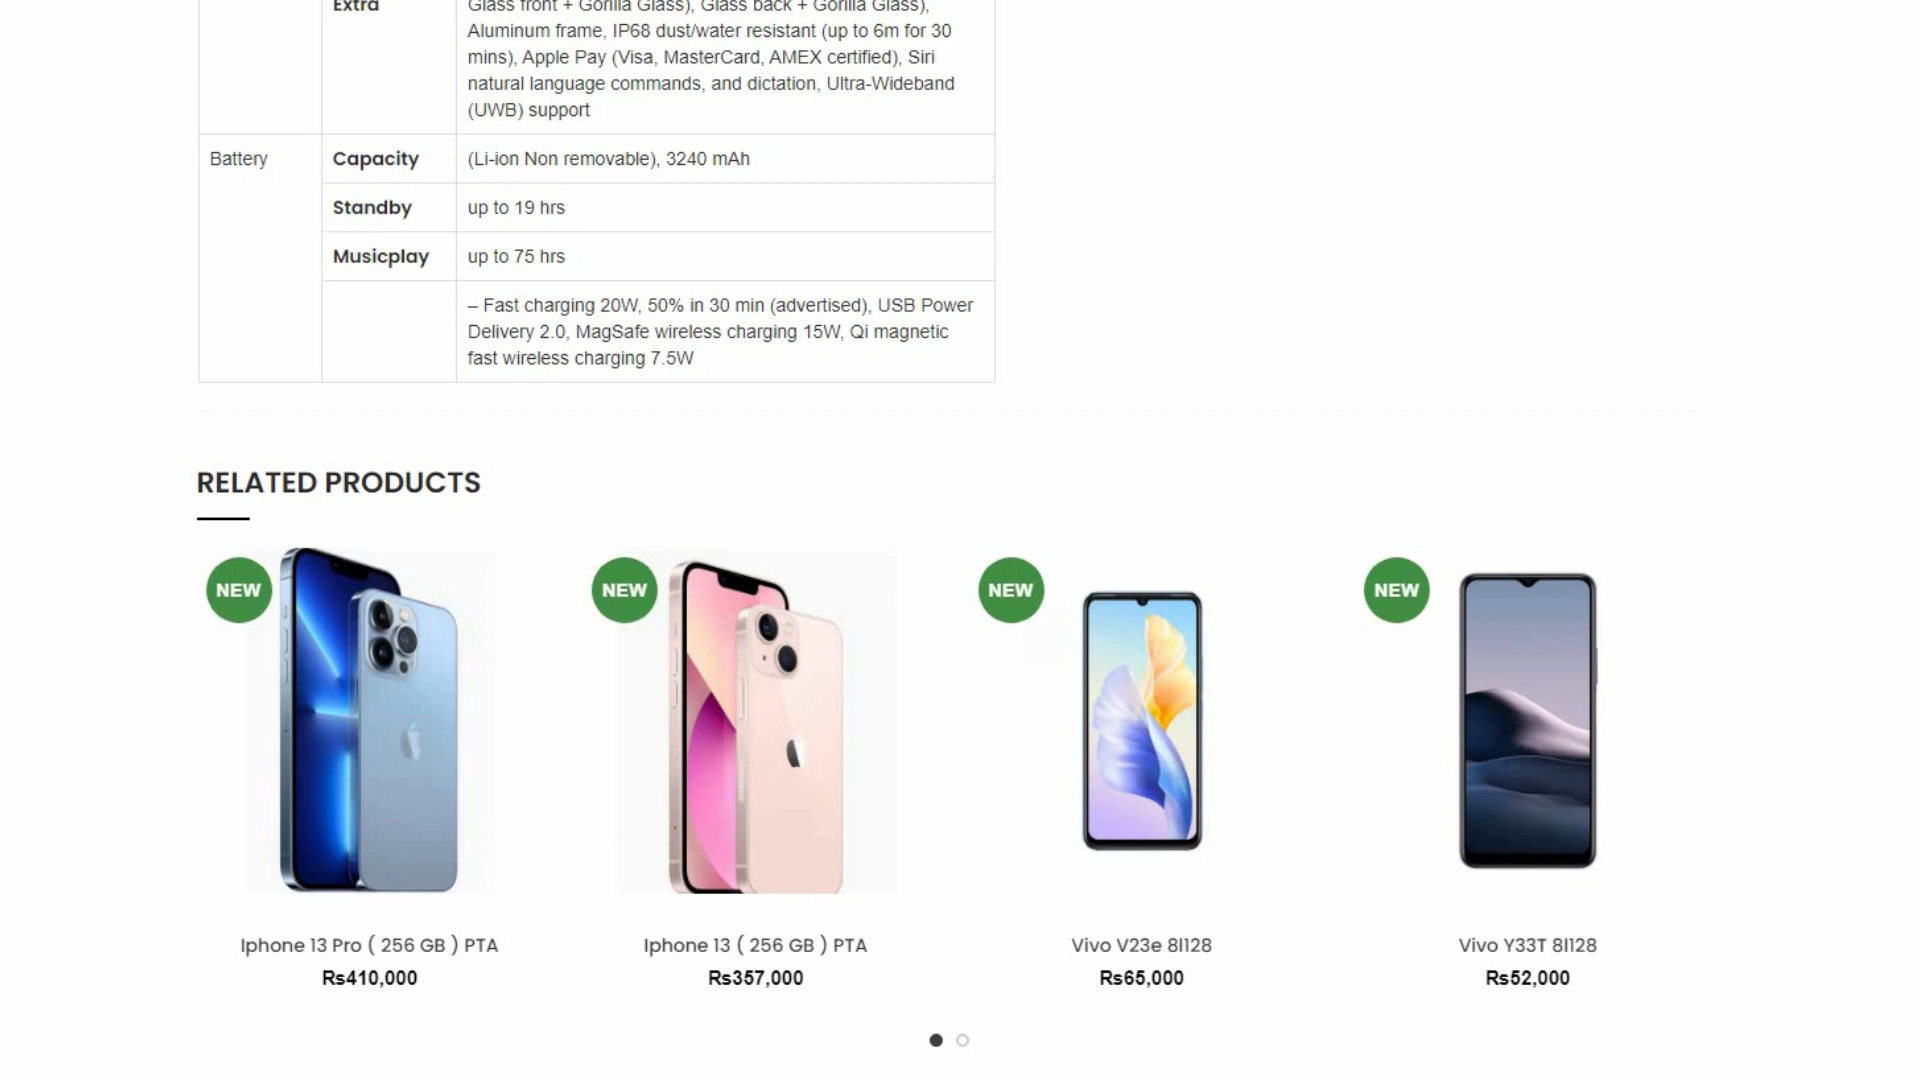 Extra
Glass front + Gorilla Glass), Glass back + Gorilla Glass),
Aluminum frame, IP68 dust/water resistant (up to 6m for 30
mins), Apple Pay (Visa, MasterCard, AMEX certified), Siri
natural language commands, and dictation, Ultra-Wideband
(UWB) support
Battery
Capacity
(Li-ion Non removable), 3240 mAh
Standby
up to 19 hrs
Musicplay
up to 75 hrs
– Fast charging 20W, 50% in 30 min (advertised), USB Power
Delivery 2.0, MagSafe wireless charging 15W, Qi magnetic
fast wireless charging 7.5W
RELATED PRODUCTS
NEW
NEW
NEW
NEW
Iphone 13 Pro ( 256 GB ) PTA
Rs410,000
Iphone 13 ( 256 GB ) PTA
Rs357,000
Vivo V23e 8|128
Rs65,000
Vivo Y33T 8|128
Rs52,000